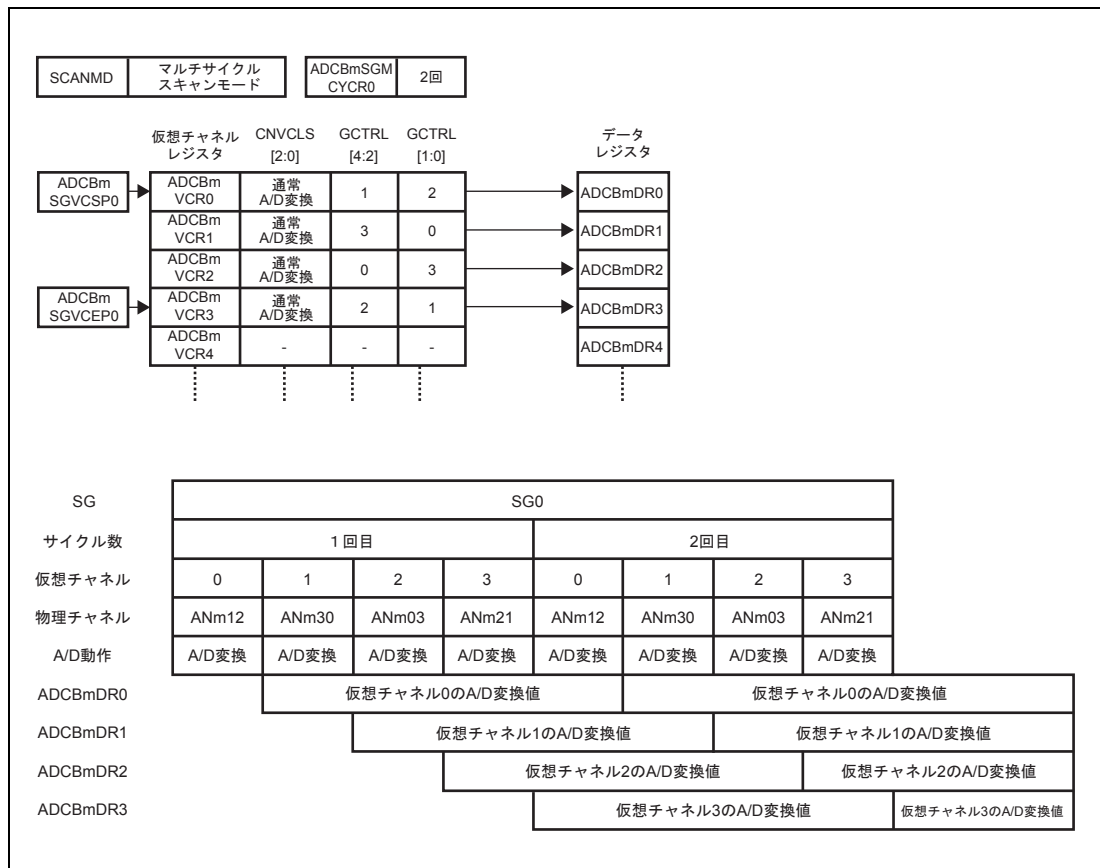 SCANMD マルチサイクル スキャンモード ADCBmSGM CYCR0 2回
仮想チャネル レジスタ CNVCLS [2:0] GCTRL [4:2] GCTRL [1:0] データ レジスタ
ADCBm SGVCSP0 ADCBm VCR0 通常 A/D変換 1 2 ADCBmDR0
ADCBm VCR1 通常 A/D変換 3 0 ADCBmDR1
ADCBm VCR2 通常 A/D変換 0 3 ADCBmDR2
ADCBm SGVCEP0 ADCBm VCR3 通常 A/D変換 2 1 ADCBmDR3
ADCBm VCR4 - - - ADCBmDR4
SG SG0
サイクル数 1回目 2回目
仮想チャネル 0 1 2 3 0 1 2 3
物理チャネル ANm12 ANm30 ANm03 ANm21 ANm12 ANm30 ANm03 ANm21
A/D動作 A/D変換 A/D変換 A/D変換 A/D変換 A/D変換 A/D変換 A/D変換 A/D変換
ADCBmDR0 仮想チャネル0のA/D変換値 仮想チャネル0のA/D変換値
ADCBmDR1 仮想チャネル1のA/D変換値 仮想チャネル1のA/D変換値
ADCBmDR2 仮想チャネル2のA/D変換値 仮想チャネル2のA/D変換値
ADCBmDR3 仮想チャネル3のA/D変換値 仮想チャネル3のA/D変換値